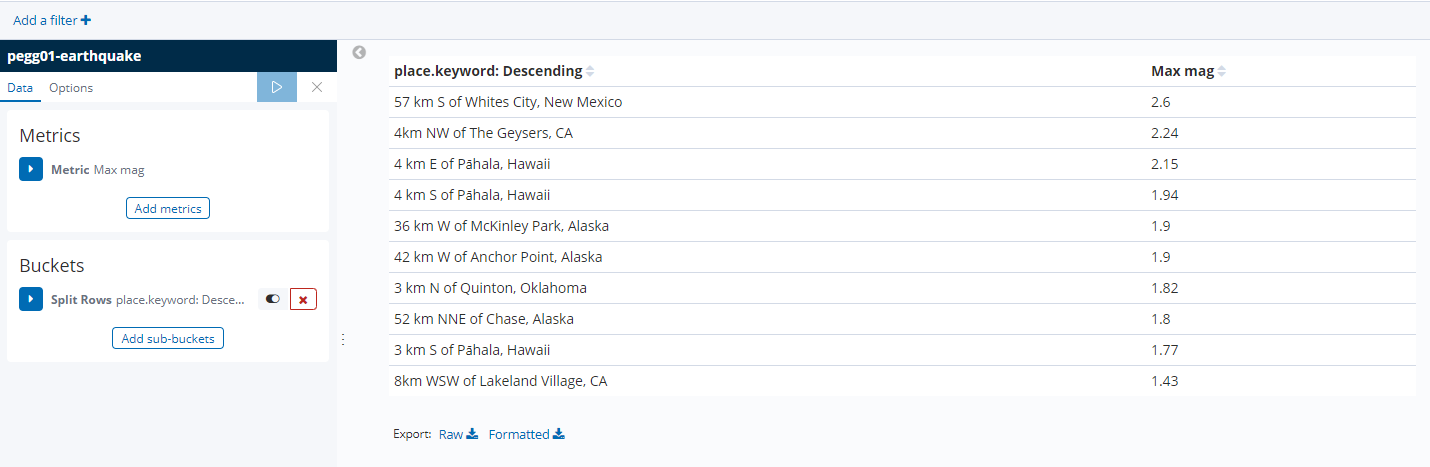 Add a filter
pegg01-earthquake
Data Options
Metrics
Metric Max mag
Add metrics
Buckets
Split Rows place.keyword: Desce...
Add sub-buckets
place.keyword: Descending Max mag
57 km S of Whites City, New Mexico 2.6
4km NW of The Geysers, CA 2.24
4 km E of Pāhala, Hawaii 2.15
4 km S of Pāhala, Hawaii 1.94
36 km W of McKinley Park, Alaska 1.9
42 km W of Anchor Point, Alaska 1.9
3 km N of Quinton, Oklahoma 1.82
52 km NNE of Chase, Alaska 1.8
3 km S of Pāhala, Hawaii 1.77
8km WSW of Lakeland Village, CA 1.43
Export: Raw Formatted